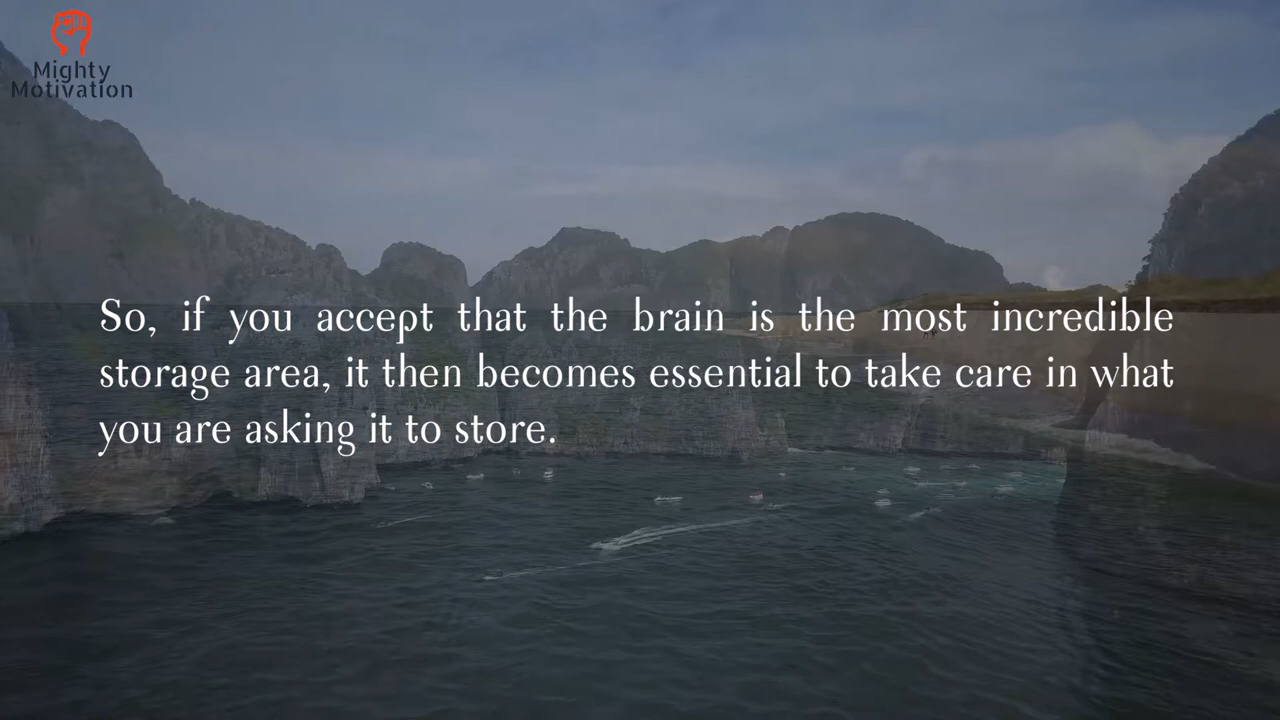 Mighty
Motivation
So, if you accept that the brain is the most incredible
storage area, it then becomes essential to take care in what
you are asking it to store.